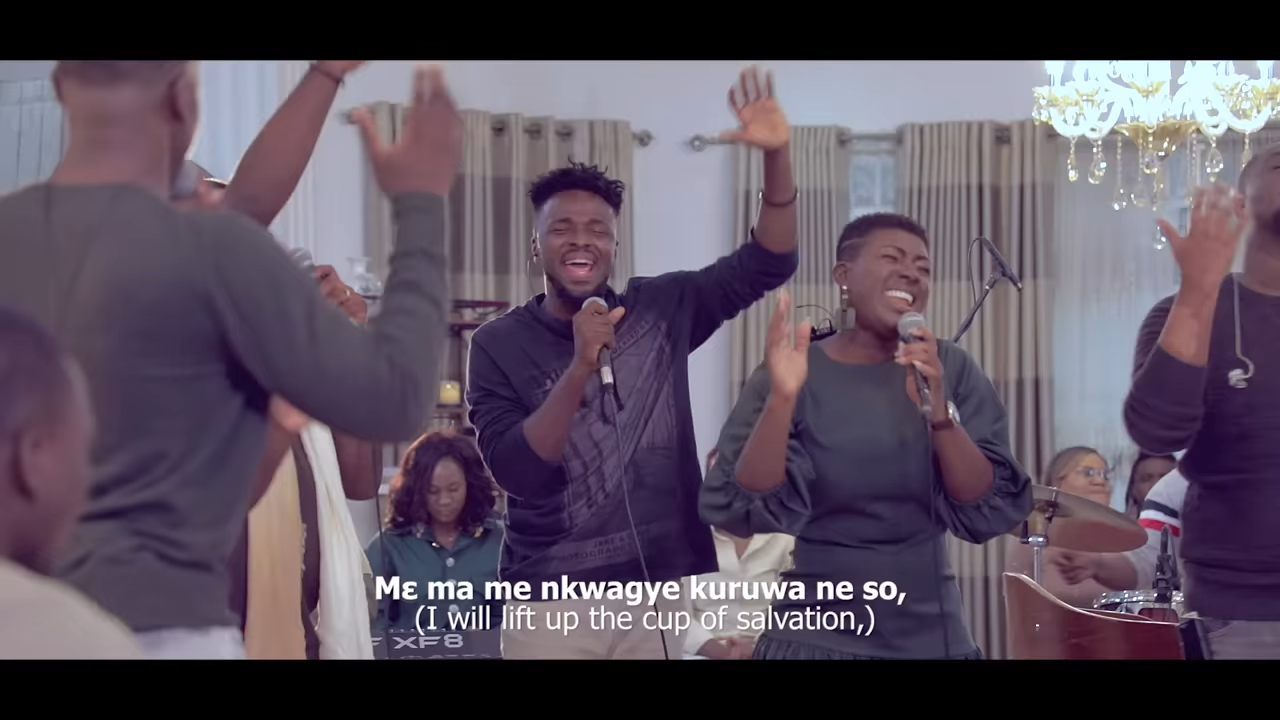 Mɛ ma me nkwagye kuruwa ne so,
(I will lift up the cup of salvation,)
XF8